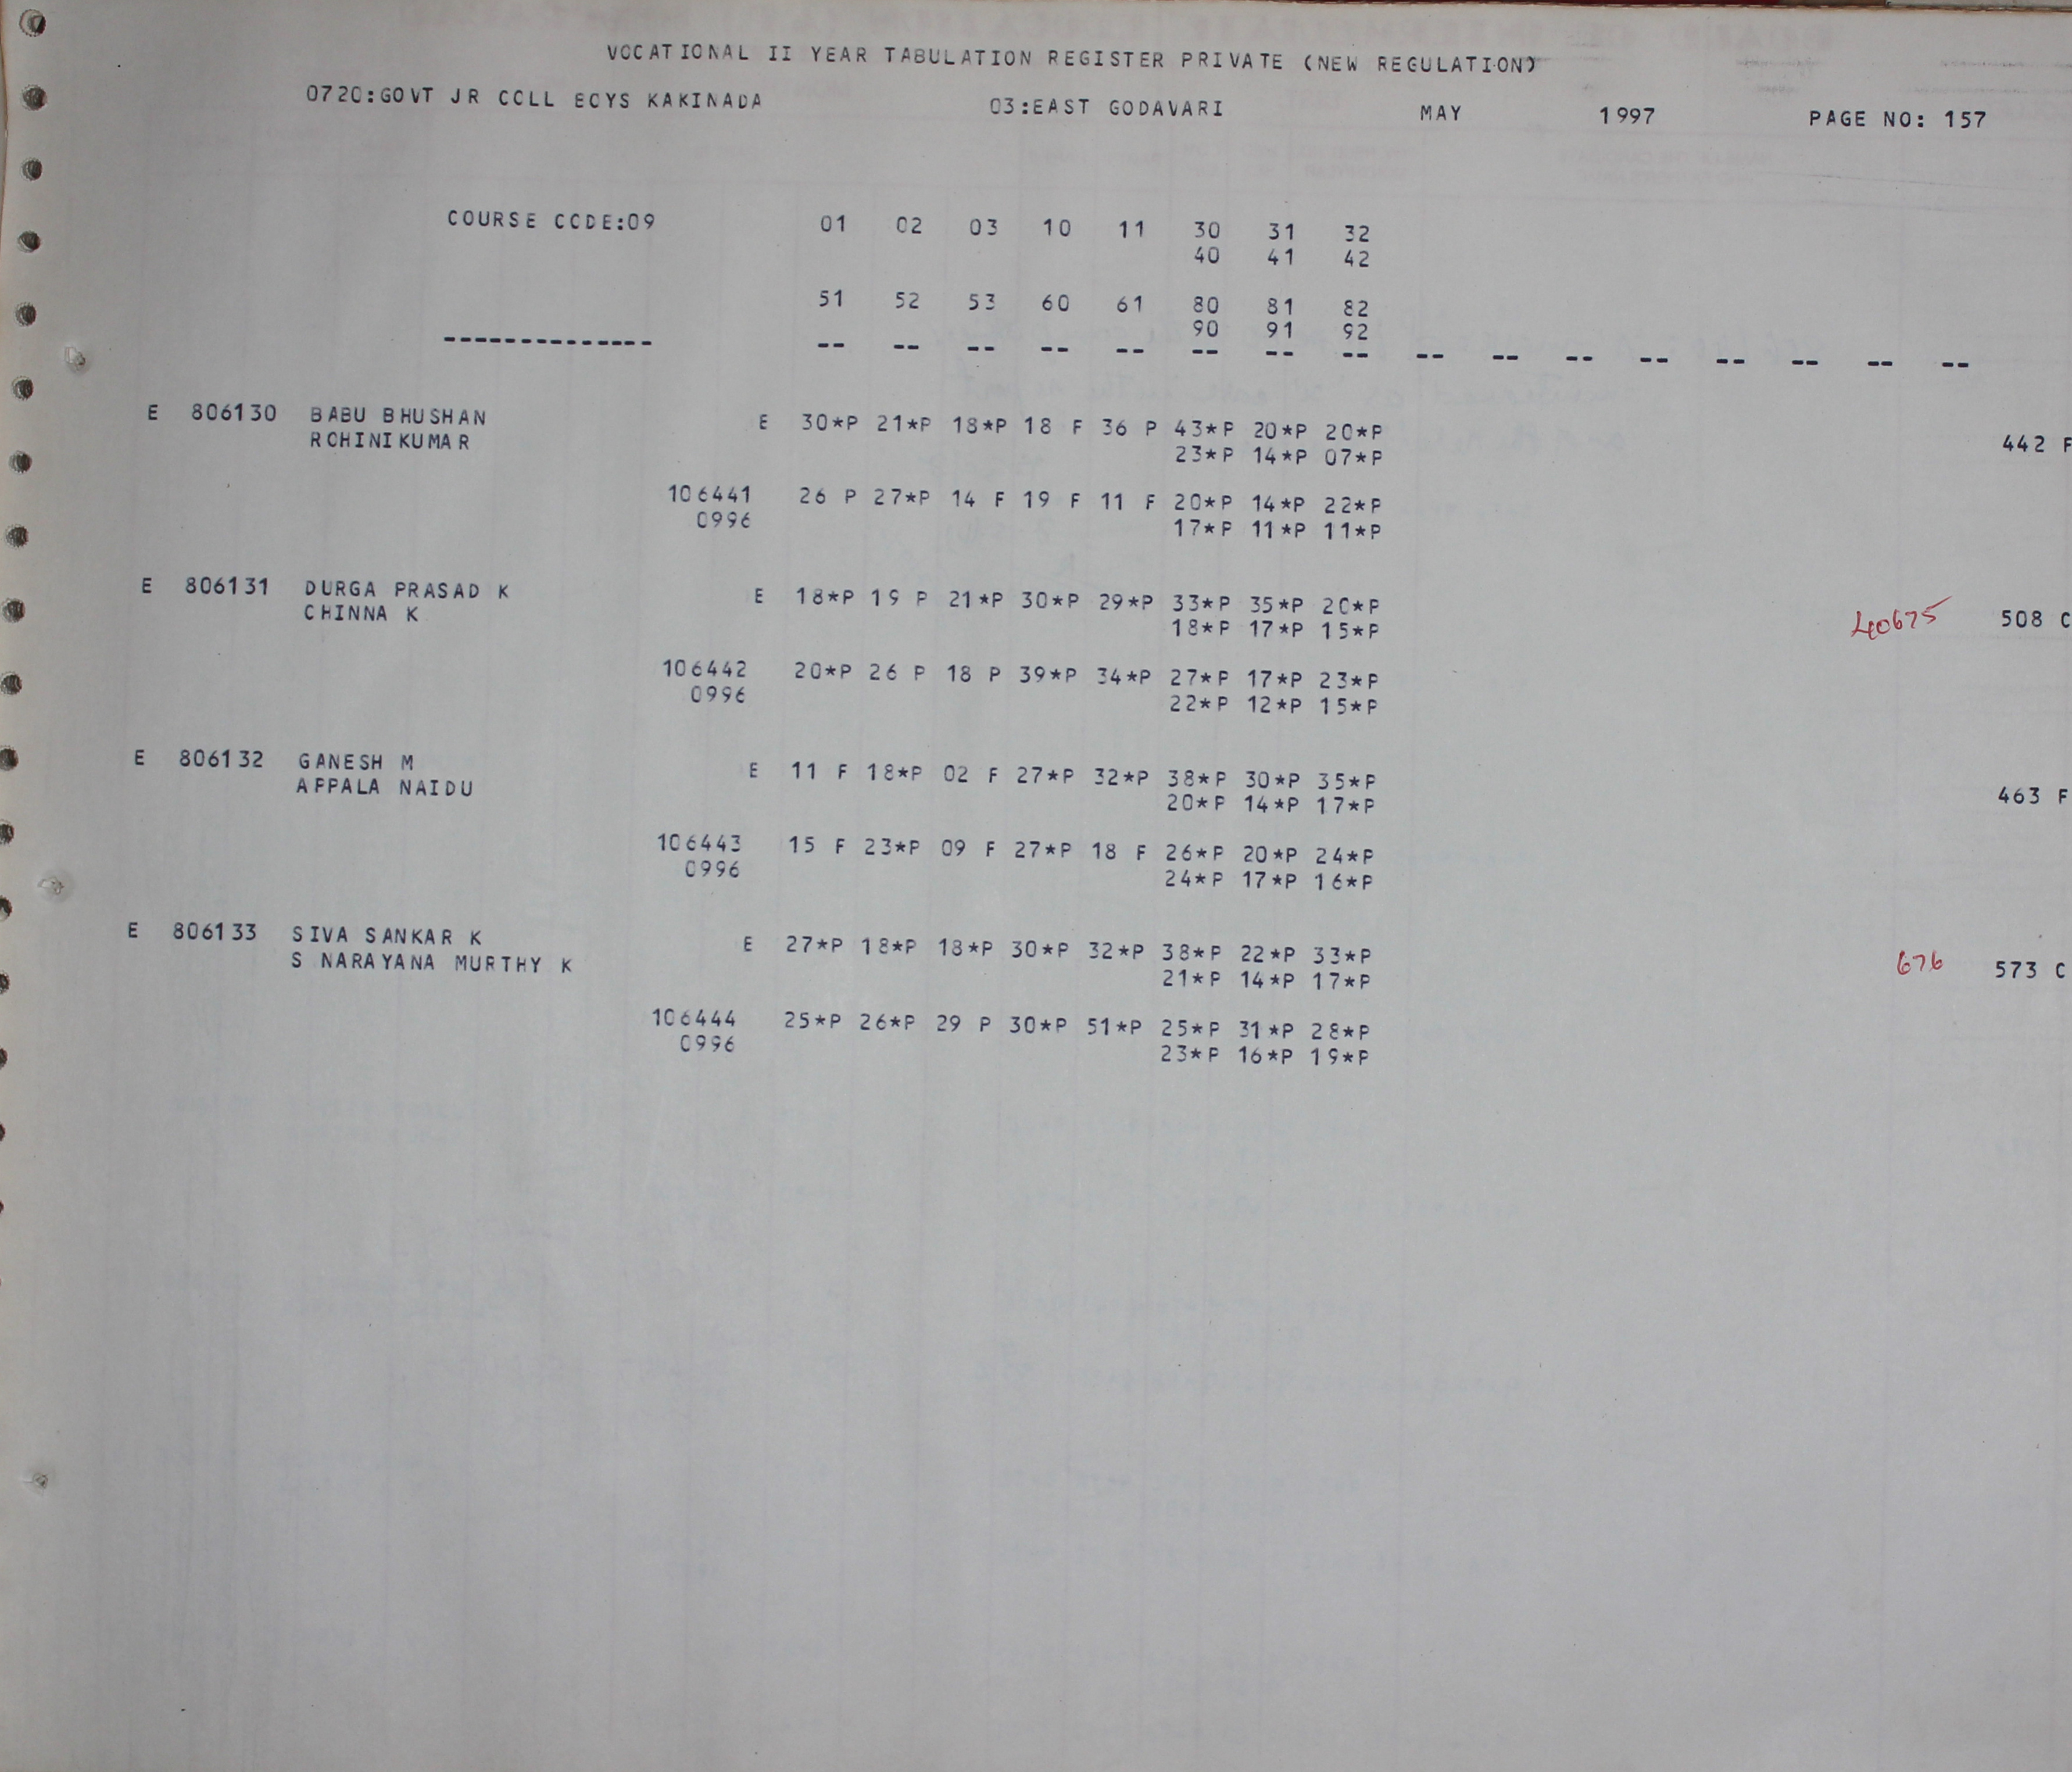 VOCATIONAL II YEAR TABULATION REGISTER PRIVATE (NEW REGULATION)
0720:GOVT JR COLL BOYS KAKINADA 03:EAST GODAVARI MAY 1997 PAGE NO: 157
COURSE CODE:09 01 02 03 10 11 30 31 32
40 41 42
51 52 53 60 61 80 81 82
90 91 92
-------------- -- -- -- -- -- -- -- -- -- -- -- -- -- -- -- --
E 806130 BABU BHUSHAN E 30*P 21*P 18*P 18 F 36 P 43*P 20*P 20*P
ROHINIKUMAR 23*P 14*P 07*P 442 F
106441 26 P 27*P 14 F 19 F 11 F 20*P 14*P 22*P
0996 17*P 11*P 11*P
E 806131 DURGA PRASAD K E 18*P 19 P 21*P 30*P 29*P 33*P 35*P 20*P
CHINNA K 18*P 17*P 15*P 40675 508 C
106442 20*P 26 P 18 P 39*P 34*P 27*P 17*P 23*P
0996 22*P 12*P 15*P
E 806132 GANESH M E 11 F 18*P 02 F 27*P 32*P 38*P 30*P 35*P
APPALA NAIDU 20*P 14*P 17*P 463 F
106443 15 F 23*P 09 F 27*P 18 F 26*P 20*P 24*P
0996 24*P 17*P 16*P
E 806133 SIVA SANKAR K E 27*P 18*P 18*P 30*P 32*P 38*P 22*P 33*P
S NARAYANA MURTHY K 21*P 14*P 17*P 676 573 C
106444 25*P 26*P 29 P 30*P 51*P 25*P 31*P 28*P
0996 23*P 16*P 19*P